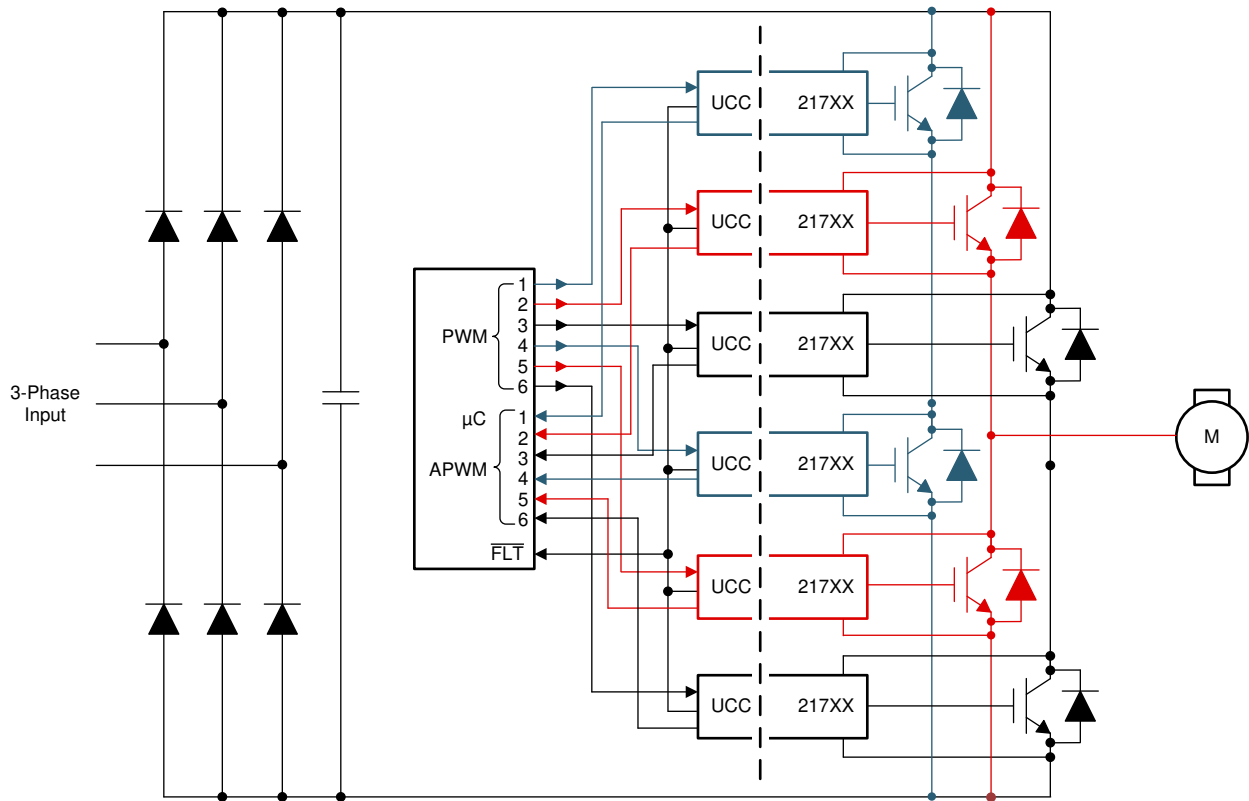 3-Phase
Input
PWM
1
2
3
4
5
6
µC
APWM
1
2
3
4
5
6
FLT
UCC 217XX
UCC 217XX
UCC 217XX
UCC 217XX
UCC 217XX
UCC 217XX
M